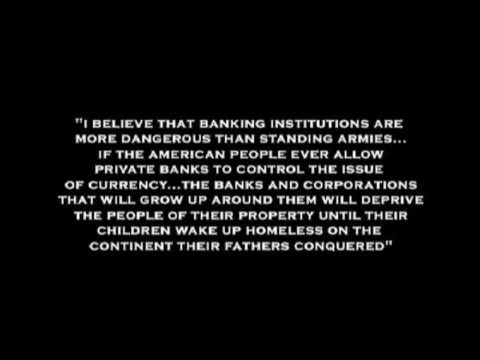 "I BELIEVE THAT BANKING INSTITUTIONS ARE
MORE DANGEROUS THAN STANDING ARMIES...
IF THE AMERICAN PEOPLE EVER ALLOW
PRIVATE BANKS TO CONTROL THE ISSUE
OF CURRENCY...THE BANKS AND CORPORATIONS
THAT WILL GROW UP AROUND THEM WILL DEPRIVE
THE PEOPLE OF THEIR PROPERTY UNTIL THEIR
CHILDREN WAKE UP HOMELESS ON THE
CONTINENT THEIR FATHERS CONQUERED"